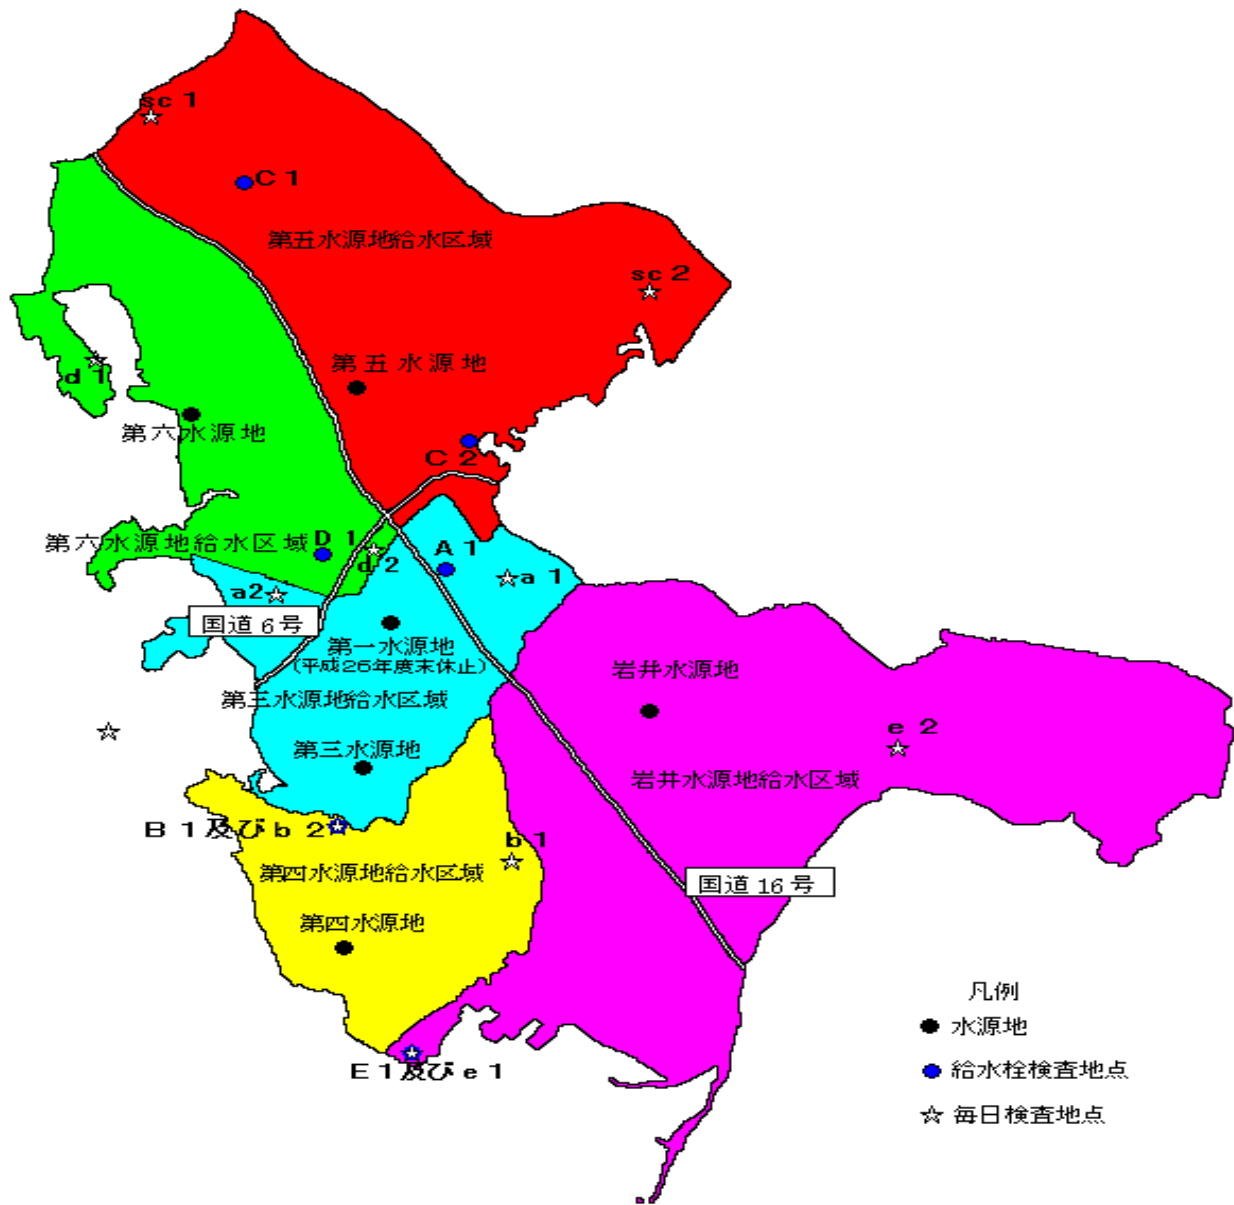 sc 1
C 1
第五水源地給水区域
sc 2
第五水源地
d 1
第六水源地
C 2
第六水源地給水区域
D 1
d 2
A 1
a 1
a2
国道 6 号
第一水源地
(平成26年度末休止)
第三水源地給水区域
岩井水源地
e 2
第三水源地
岩井水源地給水区域
B 1 及び b 2
b 1
第四水源地給水区域
国道 16 号
第四水源地
E 1 及び e 1
凡例
● 水源地
● 給水栓検査地点
☆ 毎日検査地点